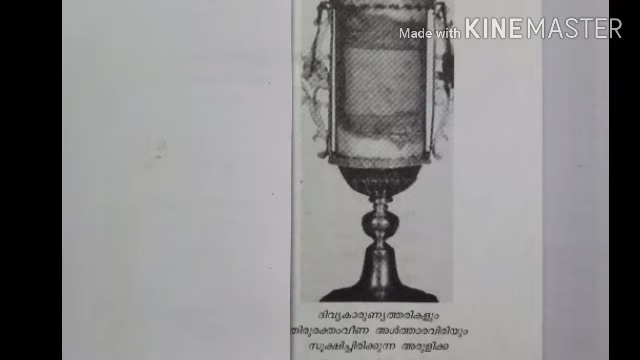 Made with KINEMASTER
ദിവ്യകാരുണ്യത്തരികളും
തിരുരക്തംവീണ അൾത്താരവിരിയും
സൂക്ഷിച്ചിരിക്കുന്ന അരുളിക്ക